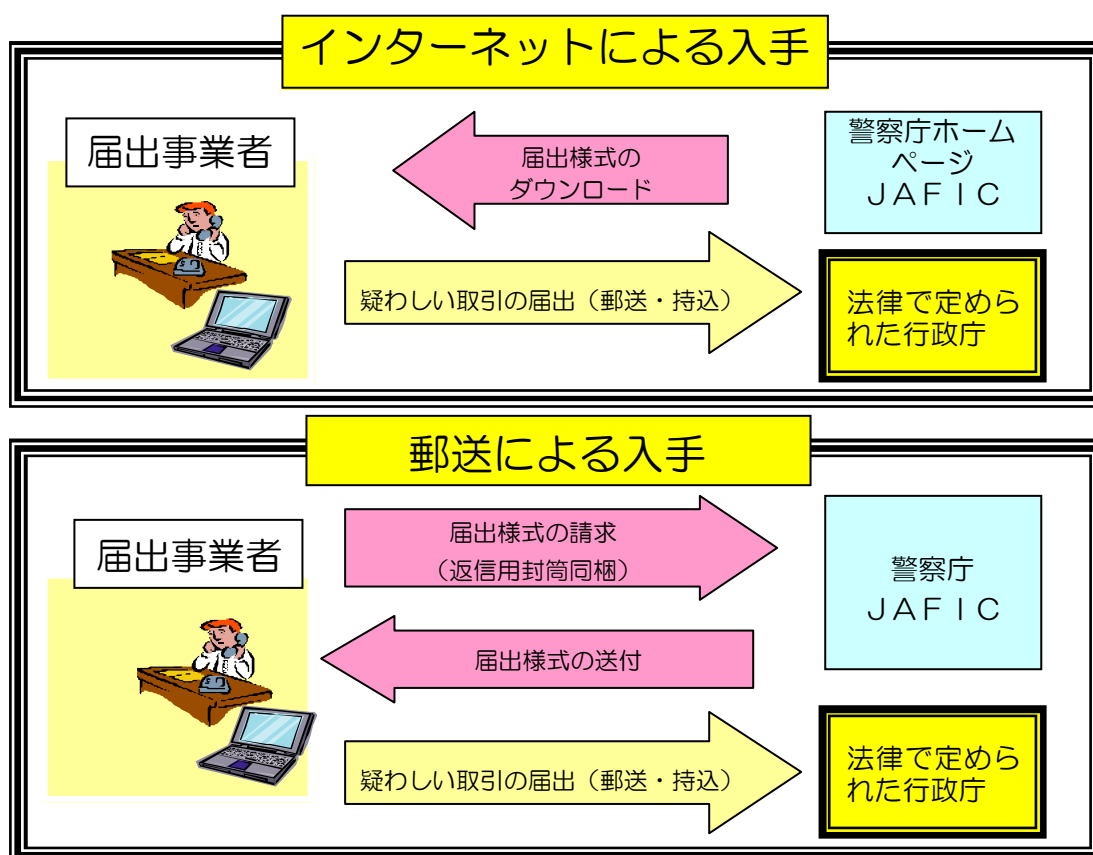 インターネットによる入手
届出事業者
届出様式の
ダウンロード
警察庁ホーム
ページ
ＪＡＦＩＣ
疑わしい取引の届出（郵送・持込）
法律で定めら
れた行政庁
郵送による入手
届出事業者
届出様式の請求
（返信用封筒同梱）
警察庁
ＪＡＦＩＣ
届出様式の送付
疑わしい取引の届出（郵送・持込）
法律で定めら
れた行政庁